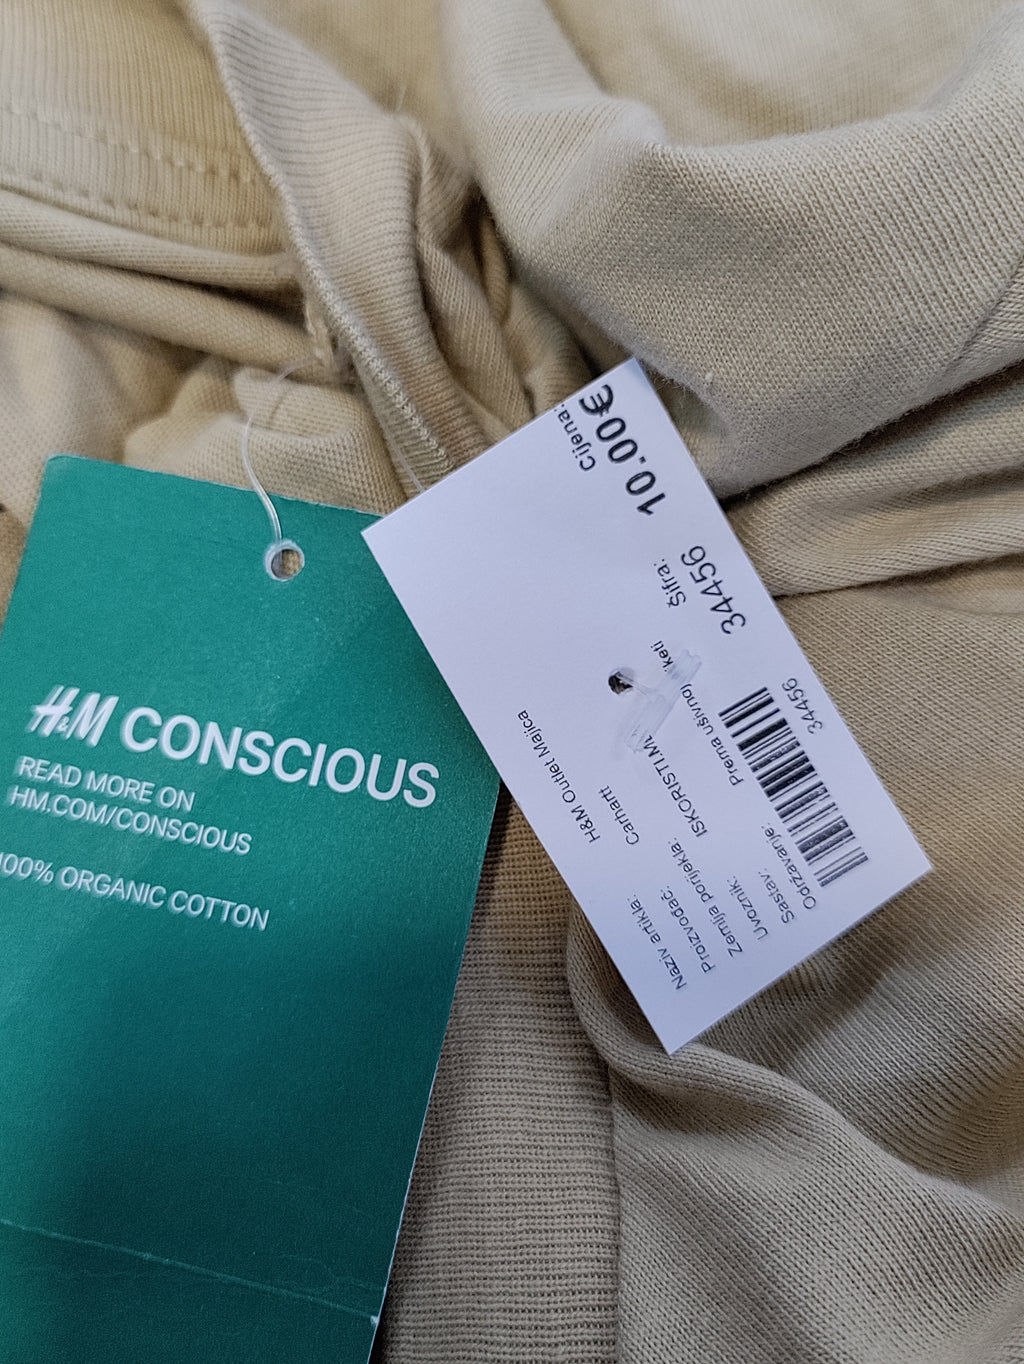 H&M CONSCIOUS
READ MORE ON
HM.COM/CONSCIOUS
100% ORGANIC COTTON
Naziv artikla: H&M Outlet Majica
Proizvođač: Carhartt
Zemlja porijekla:
Uvoznik: ISKORISTI.ME
Sastav:
Održavanje: Prema ušivnoj
Šifra:
34456
Cijena:
10.00€
34456